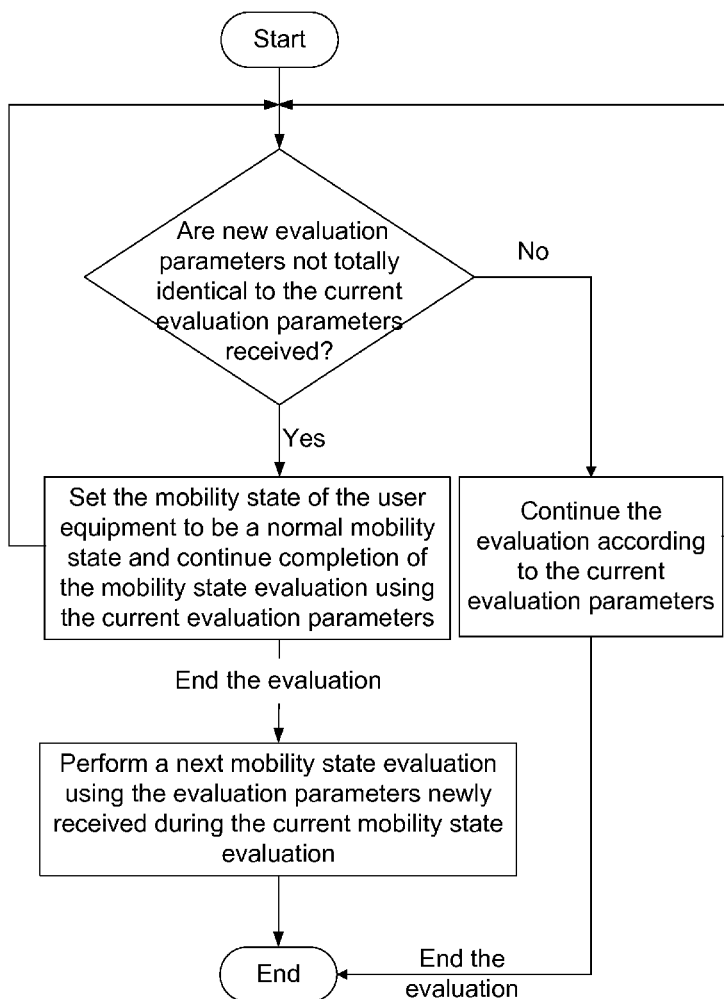 Start
Are new evaluation
parameters not totally
identical to the current
evaluation parameters
received?
No
Yes
Set the mobility state of the user
equipment to be a normal mobility
state and continue completion of
the mobility state evaluation using
the current evaluation parameters
Continue the
evaluation according
to the current
evaluation parameters
End the evaluation
Perform a next mobility state evaluation
using the evaluation parameters newly
received during the current mobility state
evaluation
End
End the
evaluation